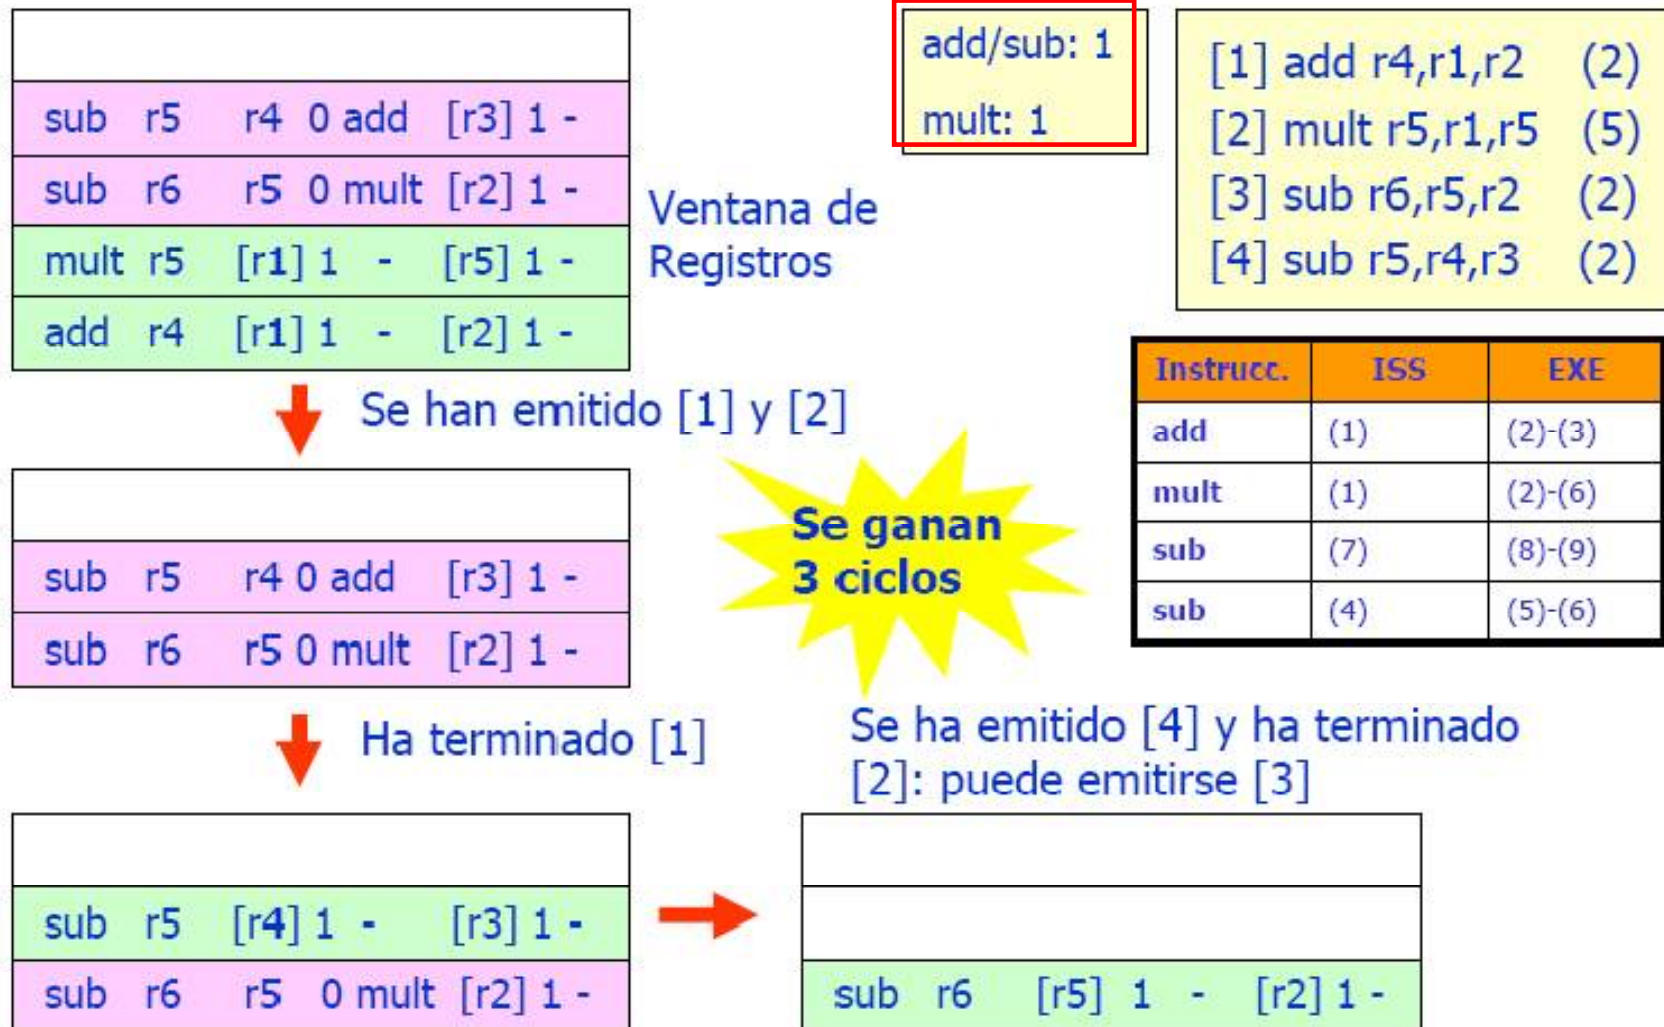 sub r5 r4 0 add [r3] 1 -
sub r6 r5 0 mult [r2] 1 -
mult r5 [r1] 1 - [r5] 1 -
add r4 [r1] 1 - [r2] 1 -
Ventana de
Registros
add/sub: 1
mult: 1
[1] add r4,r1,r2 (2)
[2] mult r5,r1,r5 (5)
[3] sub r6,r5,r2 (2)
[4] sub r5,r4,r3 (2)
Se han emitido [1] y [2]
Instrucc. ISS EXE
add (1) (2)-(3)
mult (1) (2)-(6)
sub (7) (8)-(9)
sub (4) (5)-(6)
Se ganan
3 ciclos
sub r5 r4 0 add [r3] 1 -
sub r6 r5 0 mult [r2] 1 -
Ha terminado [1]
Se ha emitido [4] y ha terminado
[2]: puede emitirse [3]
sub r5 [r4] 1 - [r3] 1 -
sub r6 r5 0 mult [r2] 1 -
sub r6 [r5] 1 - [r2] 1 -